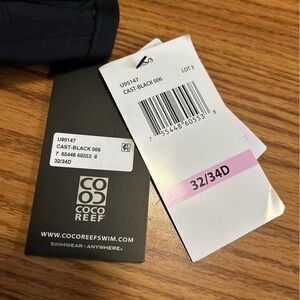 U95147
CAST-BLACK 006
7 55448 60553 8
32/34D
CO
CO
COCO
REEF
WWW.COCOREEFSWIM.COM
SWIMWEAR · ANYWHERE.
U95147
LOT 3
CAST-BLACK 006
7 55448 60553 8
32/34D